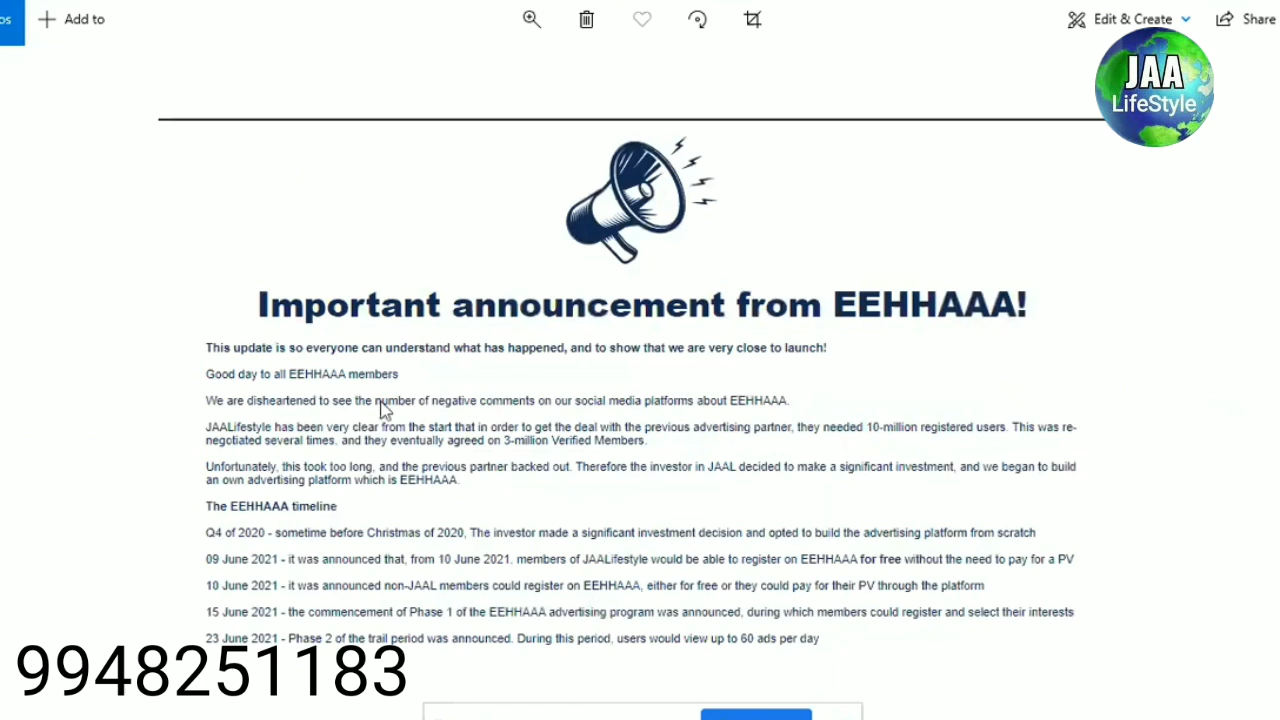 os
Add to
Edit & Create
Share
JAA
LifeStyle
Important announcement from EEHHAAA!
This update is so everyone can understand what has happened, and to show that we are very close to launch!
Good day to all EEHHAAA members
We are disheartened to see the number of negative comments on our social media platforms about EEHHAAA.
JAALifestyle has been very clear from the start that in order to get the deal with the previous advertising partner, they needed 10-million registered users. This was re-
negotiated several times, and they eventually agreed on 3-million Verified Members.
Unfortunately, this took too long, and the previous partner backed out. Therefore the investor in JAAL decided to make a significant investment, and we began to build
an own advertising platform which is EEHHAAA.
The EEHHAAA timeline
Q4 of 2020 - sometime before Christmas of 2020, The investor made a significant investment decision and opted to build the advertising platform from scratch
09 June 2021 - it was announced that, from 10 June 2021, members of JAALifestyle would be able to register on EEHHAAA for free without the need to pay for a PV
10 June 2021 - it was announced non-JAAL members could register on EEHHAAA, either for free or they could pay for their PV through the platform
15 June 2021 - the commencement of Phase 1 of the EEHHAAA advertising program was announced, during which members could register and select their interests
23 June 2021 - Phase 2 of the trail period was announced. During this period, users would view up to 60 ads per day
9948251183